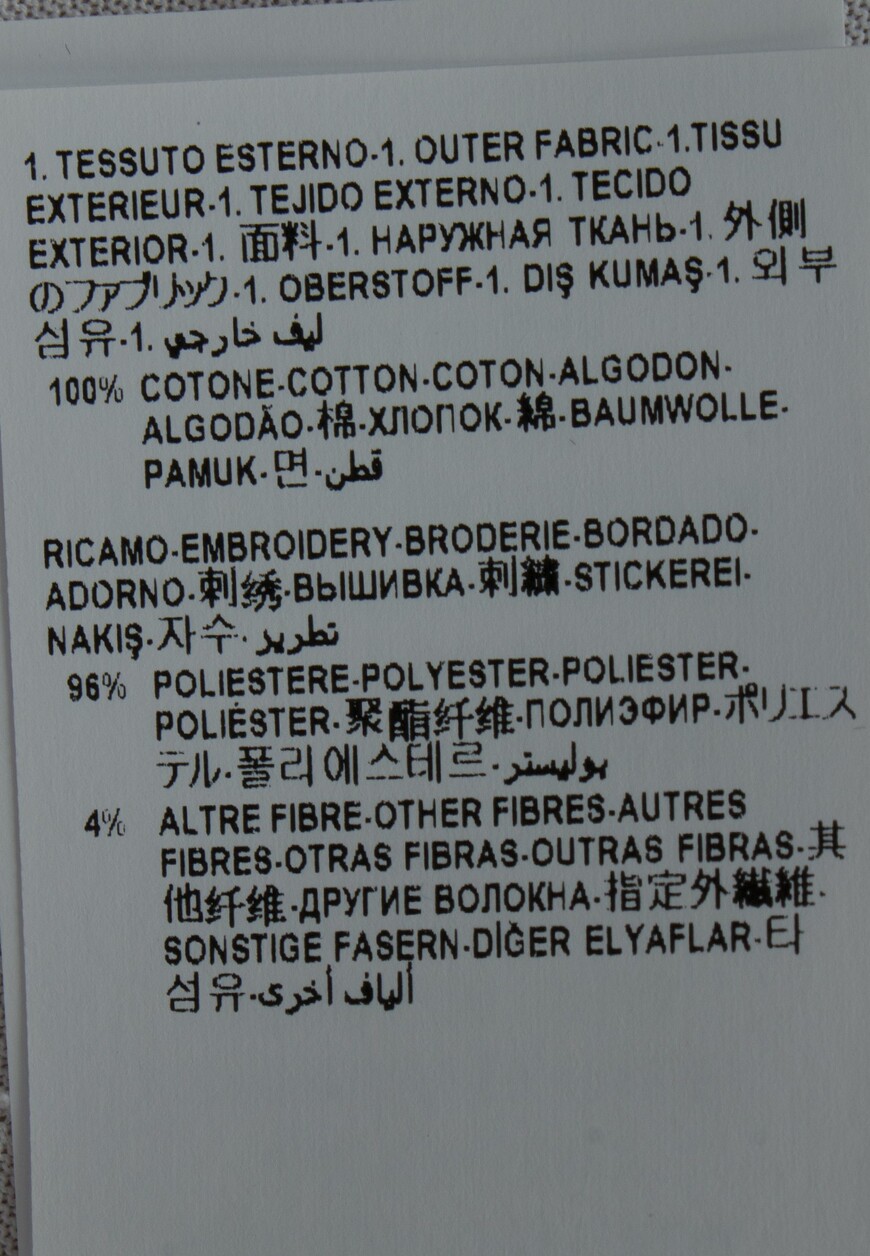 1. TESSUTO ESTERNO-1. OUTER FABRIC-1.TISSU
EXTERIEUR-1. TEJIDO EXTERNO-1. TECIDO
EXTERIOR-1. 面料-1. НАРУЖНАЯ ТКАНЬ-1. 外側
のファブリック-1. OBERSTOFF-1. DIŞ KUMAŞ-1. 외부
섬유-1. ليف خارجي
100% COTONE-COTTON-COTON-ALGODON-
ALGODÃO-棉-ХЛОПОК-綿-BAUMWOLLE-
PAMUK-면-قطن
RICAMO-EMBROIDERY-BRODERIE-BORDADO-
ADORNO-刺绣-ВЫШИВКА-刺繍-STICKEREI-
NAKIŞ-자수-تطريز
96% POLIESTERE-POLYESTER-POLIESTER-
POLIÉSTER-聚酯纤维-ПОЛИЭФИР-ポリエス
テル-폴리에스테르-بوليستر
4% ALTRE FIBRE-OTHER FIBRES-AUTRES
FIBRES-OTRAS FIBRAS-OUTRAS FIBRAS-其
他纤维-ДРУГИЕ ВОЛОКНА-指定外繊維-
SONSTIGE FASERN-DİĞER ELYAFLAR-타
섬유-ألياف أخرى